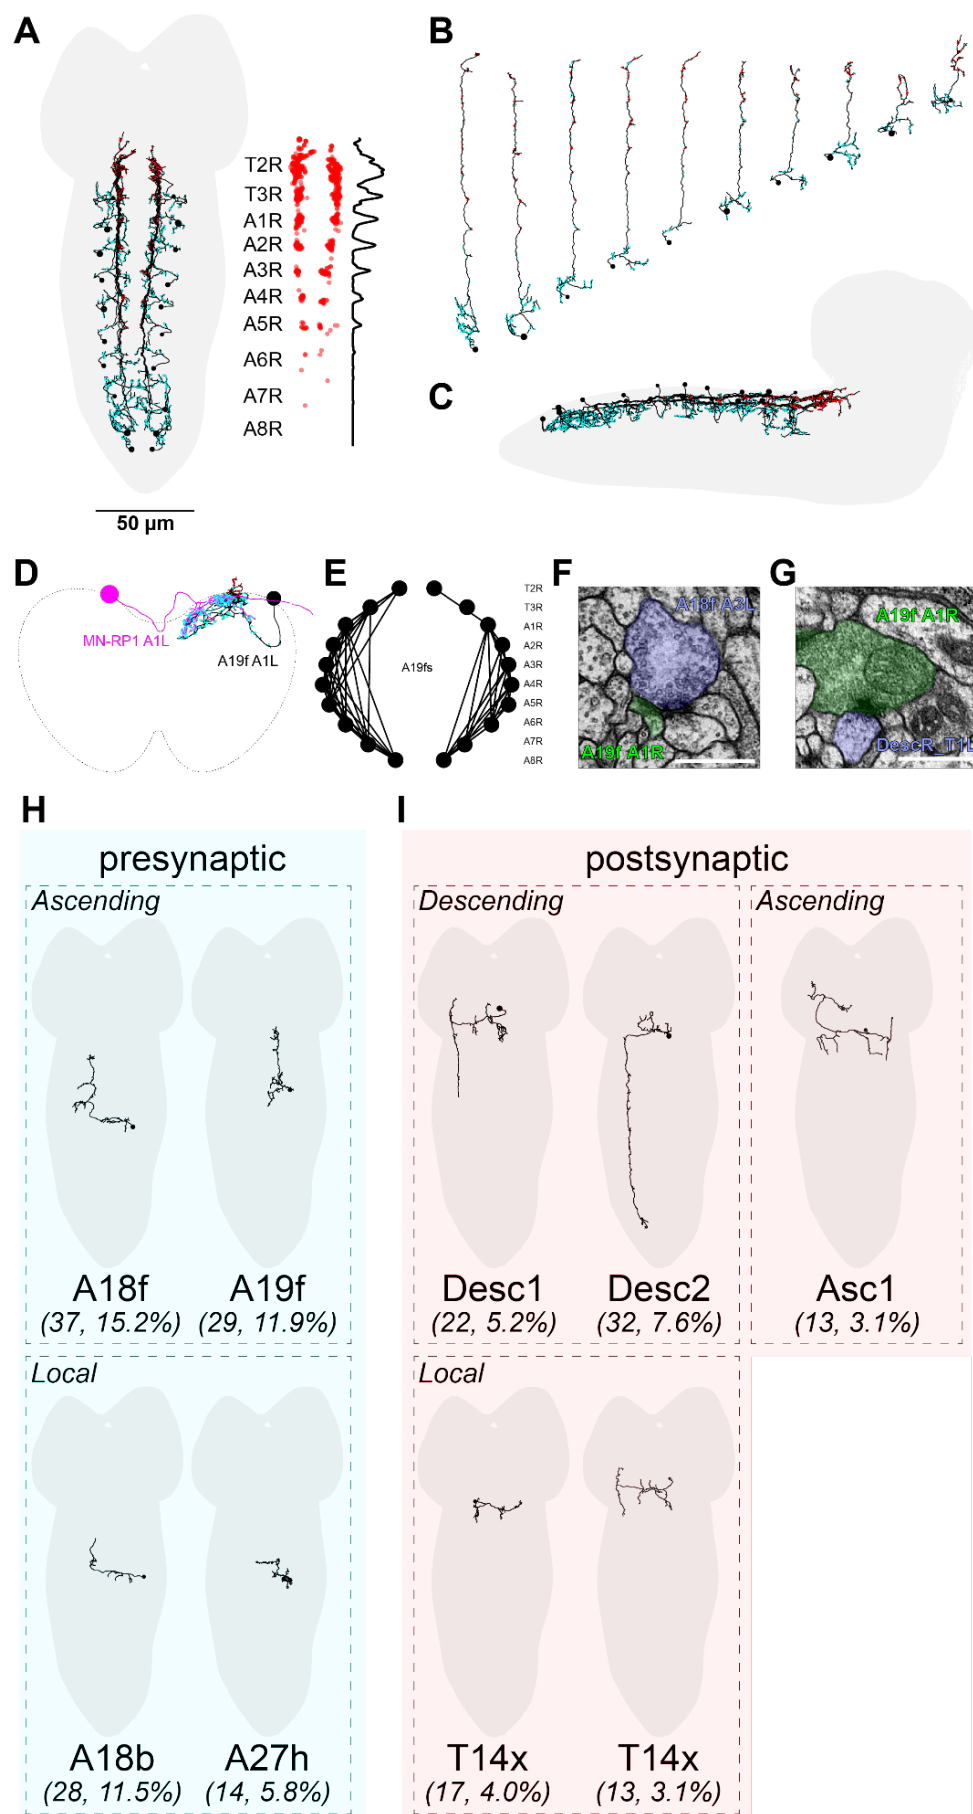 A
T2R
T3R
A1R
A2R
A3R
A4R
A5R
A6R
A7R
A8R
50 µm
B
C
D
MN-RP1 A1L
A19f A1L
E
A19fs
T2R
T3R
A1R
A2R
A3R
A4R
A5R
A6R
A7R
A8R
F
A18f A3L
A19f A1R
G
A19f A1R
DescR_T1L
H
presynaptic
Ascending
A18f
(37, 15.2%)
A19f
(29, 11.9%)
Local
A18b
(28, 11.5%)
A27h
(14, 5.8%)
I
postsynaptic
Descending
Desc1
(22, 5.2%)
Desc2
(32, 7.6%)
Ascending
Asc1
(13, 3.1%)
Local
T14x
(17, 4.0%)
T14x
(13, 3.1%)